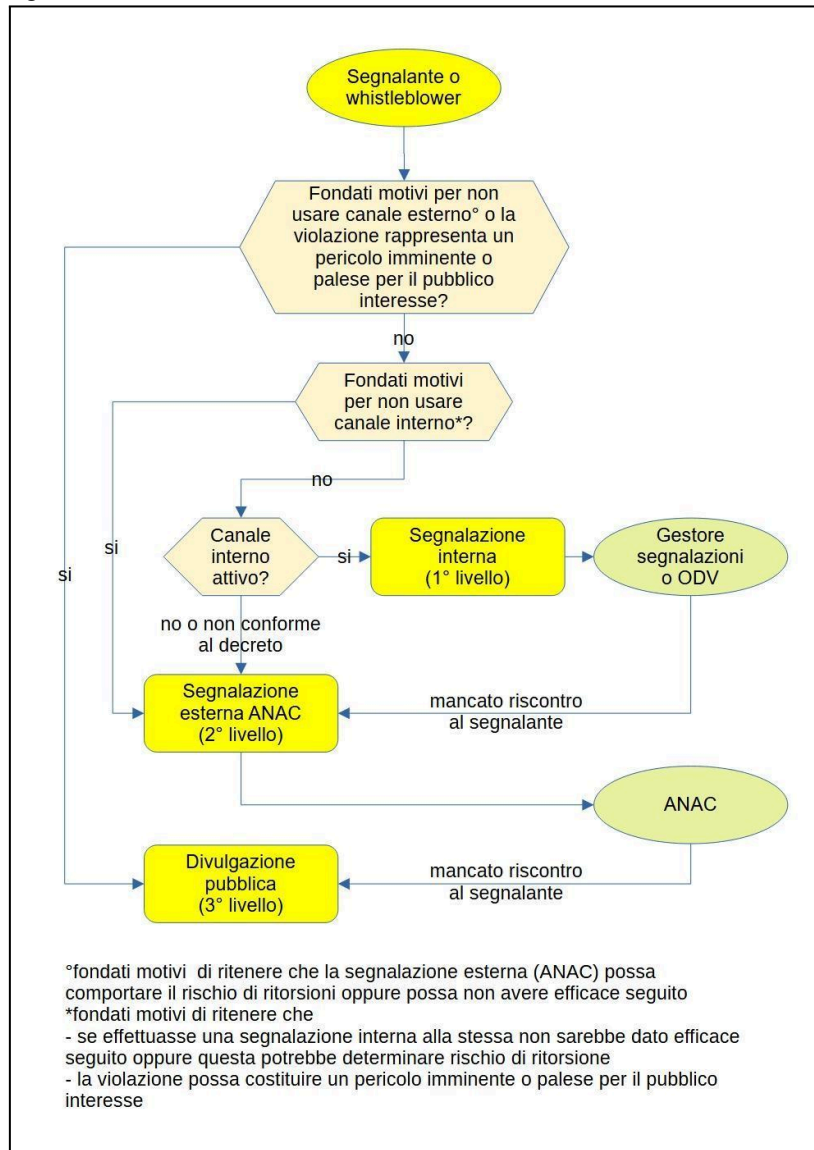 Segnalante o
whistleblower
Fondati motivi per non
usare canale esterno° o la
violazione rappresenta un
pericolo imminente o
palese per il pubblico
interesse?
no
Fondati motivi
per non usare
canale interno*?
no
Canale
interno
attivo?
si
Segnalazione
interna
(1° livello)
Gestore
segnalazioni
o ODV
si
si
no o non conforme
al decreto
Segnalazione
esterna ANAC
(2° livello)
mancato riscontro
al segnalante
ANAC
Divulgazione
pubblica
(3° livello)
mancato riscontro
al segnalante
°fondati motivi  di ritenere che la segnalazione esterna (ANAC) possa
comportare il rischio di ritorsioni oppure possa non avere efficace seguito
*fondati motivi di ritenere che
- se effettuasse una segnalazione interna alla stessa non sarebbe dato efficace
seguito oppure questa potrebbe determinare rischio di ritorsione
- la violazione possa costituire un pericolo imminente o palese per il pubblico
interesse